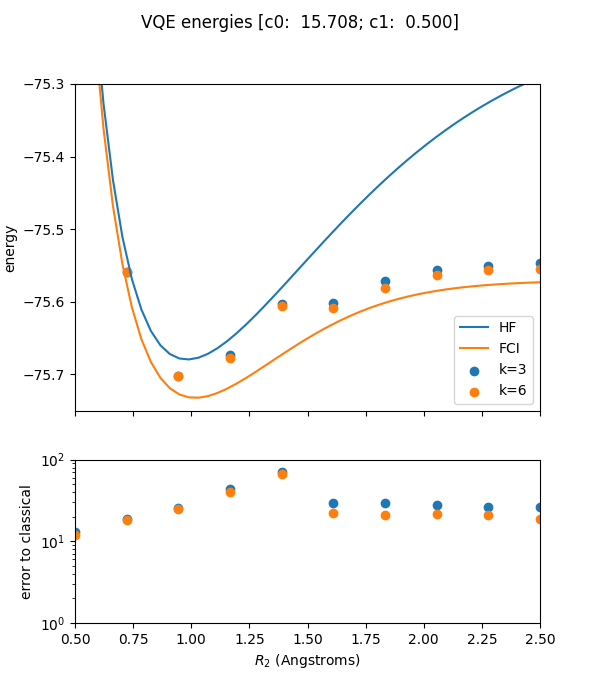 VQE energies [c0:  15.708; c1:  0.500]
−75.3
−75.4
−75.5
−75.6
−75.7
energy
HF
FCI
k=3
k=6
10²
10¹
10⁰
error to classical
0.50 0.75 1.00 1.25 1.50 1.75 2.00 2.25 2.50
R₂ (Angstroms)